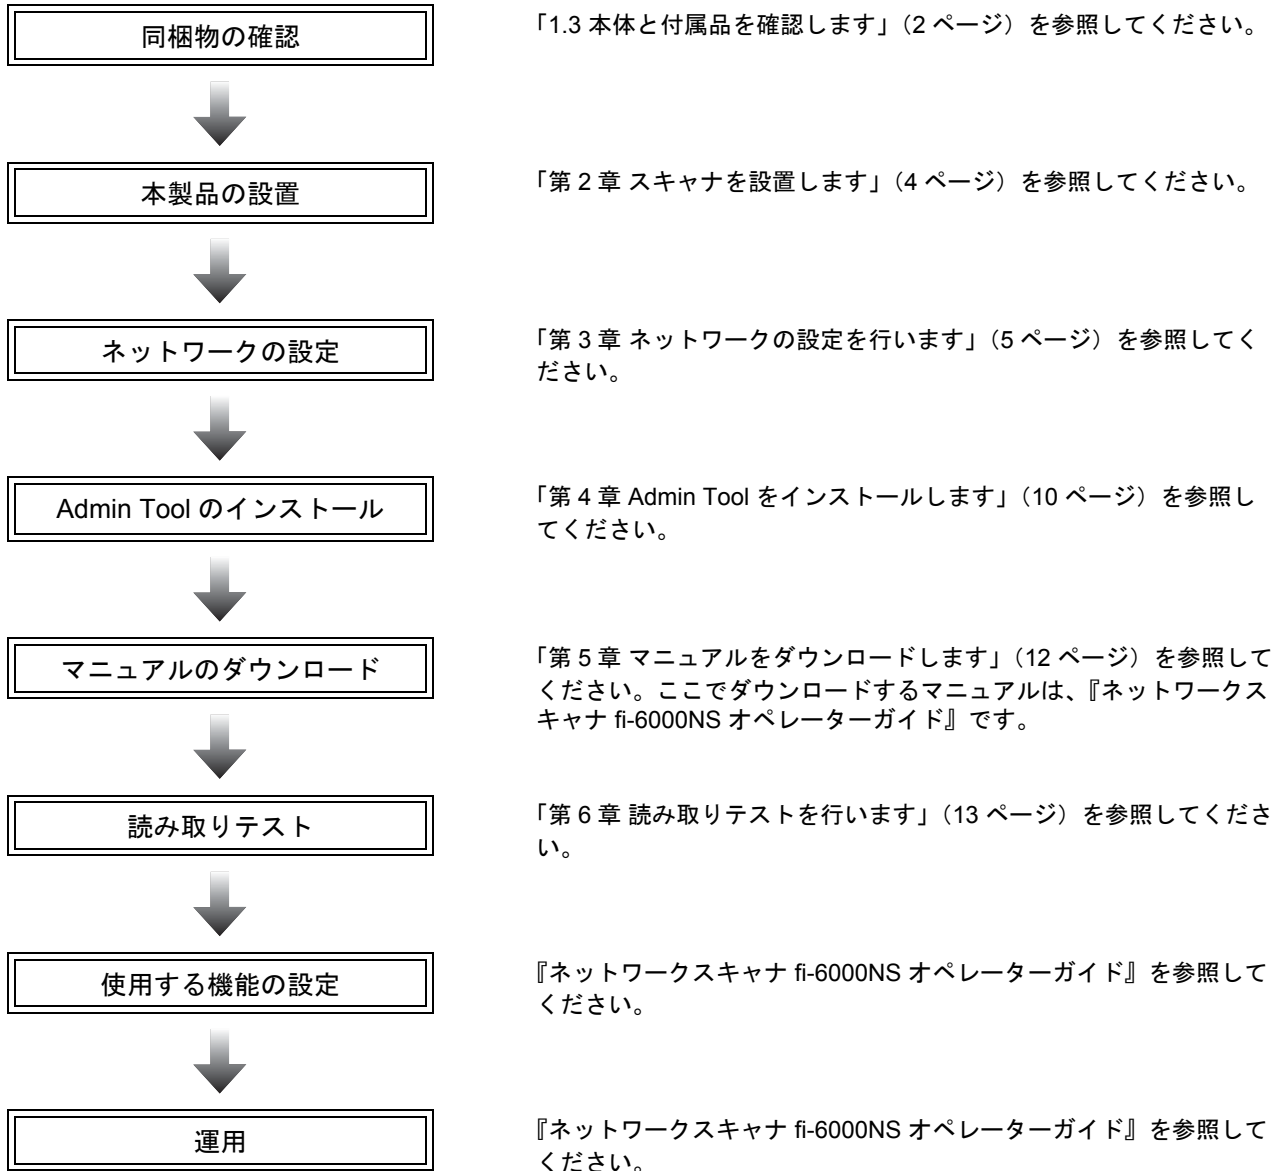 同梱物の確認
「1.3 本体と付属品を確認します」（2 ページ）を参照してください。
本製品の設置
「第 2 章 スキャナを設置します」（4 ページ）を参照してください。
ネットワークの設定
「第 3 章 ネットワークの設定を行います」（5 ページ）を参照してく
ださい。
Admin Tool のインストール
「第 4 章 Admin Tool をインストールします」（10 ページ）を参照し
てください。
マニュアルのダウンロード
「第 5 章 マニュアルをダウンロードします」（12 ページ）を参照して
ください。ここでダウンロードするマニュアルは、『ネットワークス
キャナ fi-6000NS オペレーターガイド』です。
読み取りテスト
「第 6 章 読み取りテストを行います」（13 ページ）を参照してくださ
い。
使用する機能の設定
『ネットワークスキャナ fi-6000NS オペレーターガイド』を参照して
ください。
運用
『ネットワークスキャナ fi-6000NS オペレーターガイド』を参照して
ください。